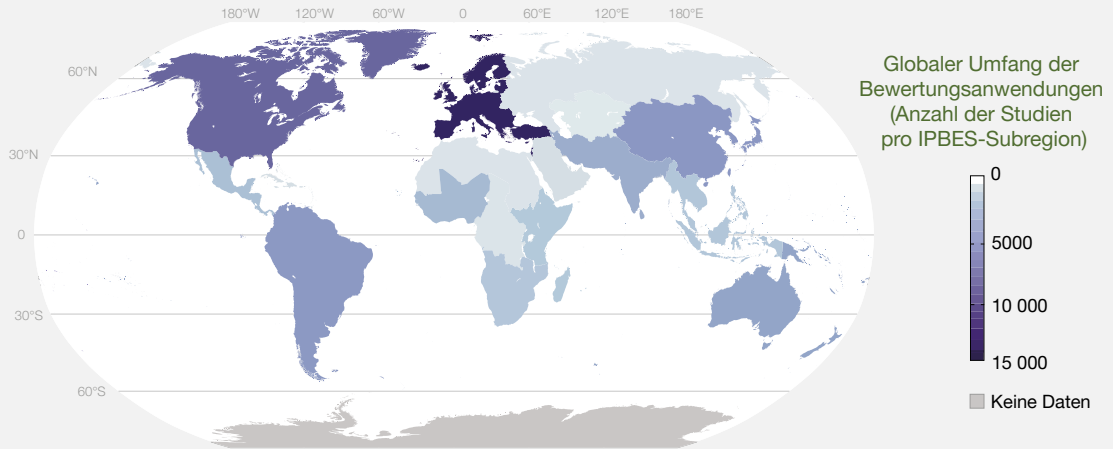 180°W 120°W 60°W 0 60°E 120°E 180°E
60°N
30°N
0
30°S
60°S
Globaler Umfang der
Bewertungsanwendungen
(Anzahl der Studien
pro IPBES-Subregion)
0
5000
10 000
15 000
Keine Daten